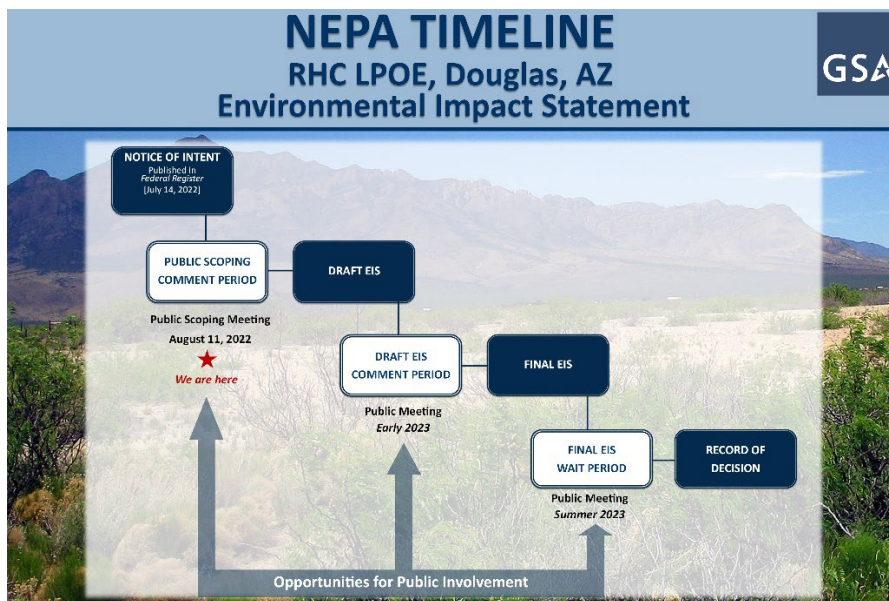 NEPA TIMELINE
RHC LPOE, Douglas, AZ
Environmental Impact Statement
GSA
NOTICE OF INTENT
Published in
Federal Register
[July 14, 2022]
PUBLIC SCOPING
COMMENT PERIOD
DRAFT EIS
Public Scoping Meeting
August 11, 2022
We are here
DRAFT EIS
COMMENT PERIOD
FINAL EIS
Public Meeting
Early 2023
FINAL EIS
WAIT PERIOD
RECORD OF
DECISION
Public Meeting
Summer 2023
Opportunities for Public Involvement